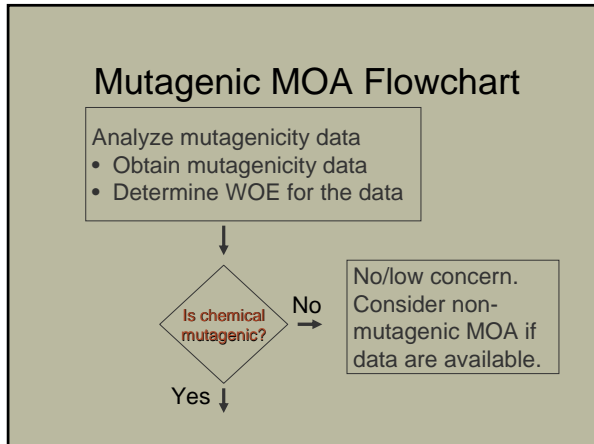 Mutagenic MOA Flowchart
Analyze mutagenicity data
• Obtain mutagenicity data
• Determine WOE for the data
Is chemical
mutagenic?
No
No/low concern.
Consider non-
mutagenic MOA if
data are available.
Yes